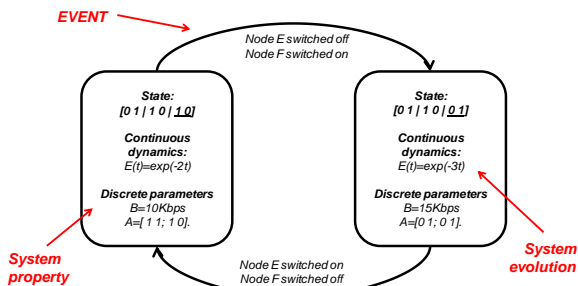 EVENT
Node E switched off
Node F switched on
State:
[0 1 | 1 0 | 1 0]
Continuous
dynamics:
E(t)=exp(-2t)
Discrete parameters
B=10Kbps
A=[ 1 1; 1 0].
State:
[0 1 | 1 0 | 0 1]
Continuous
dynamics:
E(t)=exp(-3t)
Discrete parameters
B=15Kbps
A=[0 1; 0 1].
System
property
Node E switched on
Node F switched off
System
evolution